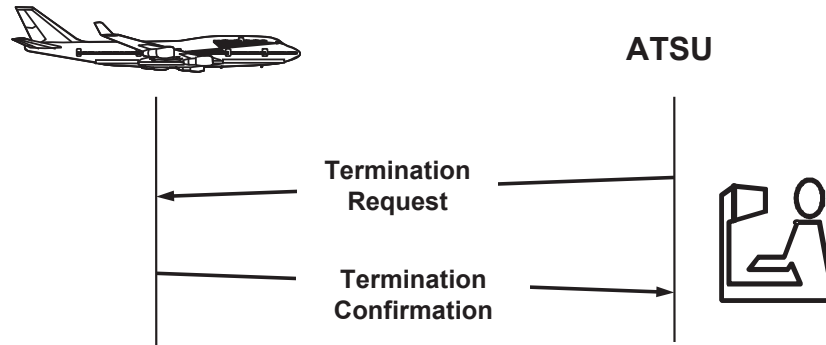 ATSU
Termination
Request
Termination
Confirmation